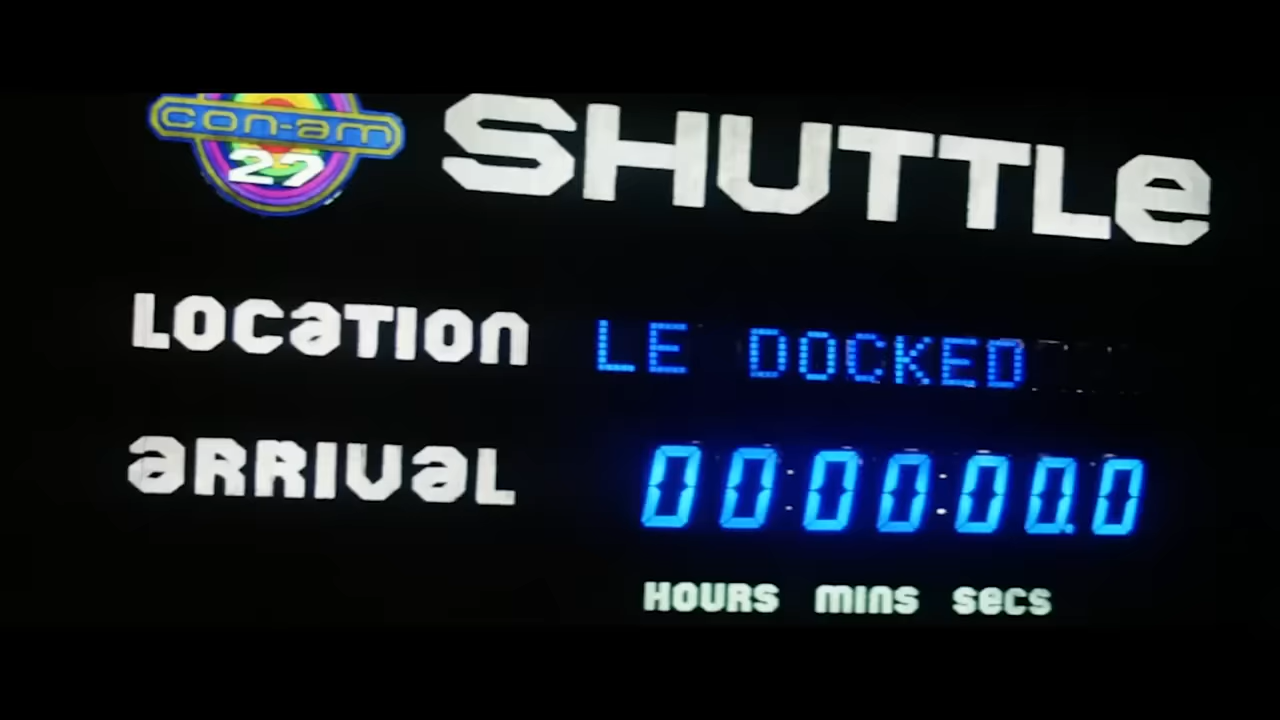 con-am
27
SHUTTLe
LOCaTION
LE DOCKED
aRRIVaL
00:00:00.0
HOURS mins secs